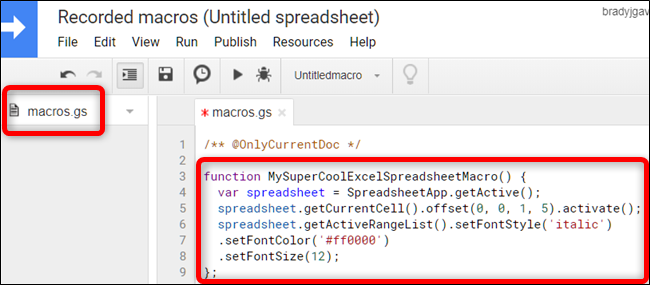 Recorded macros (Untitled spreadsheet)
bradyjgav
File Edit View Run Publish Resources Help
Untitledmacro
macros.gs
* macros.gs ×
1 /** @OnlyCurrentDoc */
2
3 function MySuperCoolExcelSpreadsheetMacro() {
4 var spreadsheet = SpreadsheetApp.getActive();
5 spreadsheet.getCurrentCell().offset(0, 0, 1, 5).activate();
6 spreadsheet.getActiveRangeList().setFontStyle('italic')
7 .setFontColor('#ff0000')
8 .setFontSize(12);
9 };